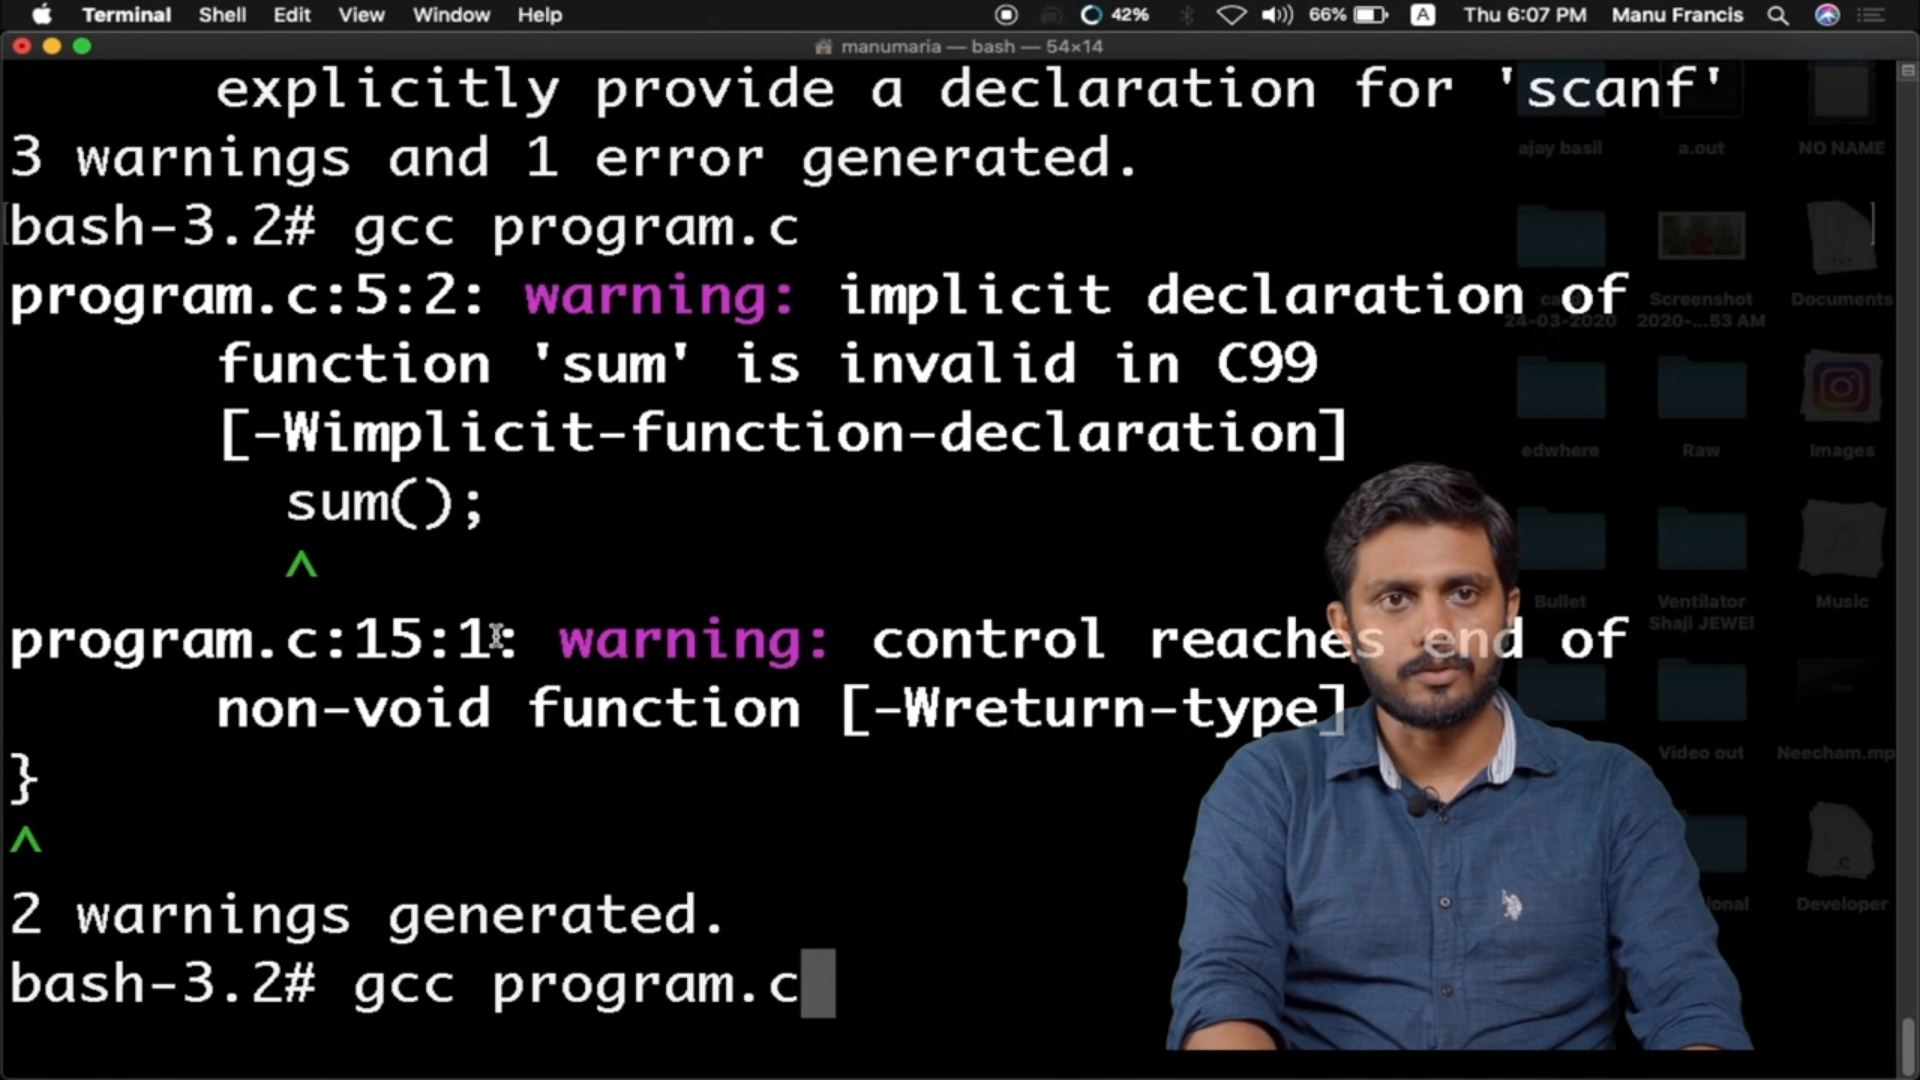 Terminal Shell Edit View Window Help 42% 66% A Thu 6:07 PM Manu Francis
manumaria — bash — 54×14
explicitly provide a declaration for 'scanf'
3 warnings and 1 error generated.
bash-3.2# gcc program.c
program.c:5:2: warning: implicit declaration of
function 'sum' is invalid in C99
[-Wimplicit-function-declaration]
sum();
^
program.c:15:1: warning: control reaches end of
non-void function [-Wreturn-type]
}
^
2 warnings generated.
bash-3.2# gcc program.c
ajay basil a.out NO NAME
TXT
Screenshot Documents
24-03-2020 2020-...53 AM
edwhere Raw Images
Bullet Ventilator Music
Shaji JEWEl
Video out Neecham.mp
C
Developer